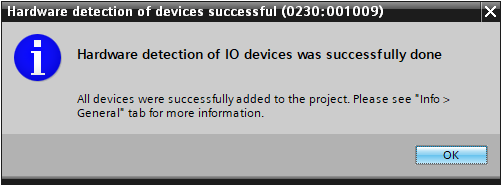 Hardware detection of devices successful (0230:001009)
Hardware detection of IO devices was successfully done
All devices were successfully added to the project. Please see "Info >
General" tab for more information.
OK